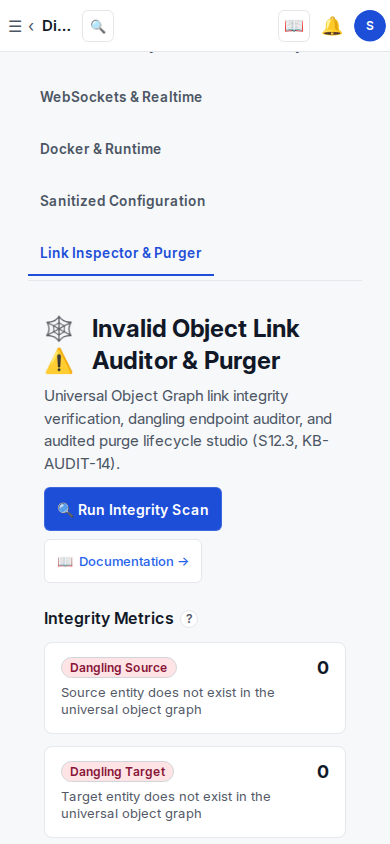 Di...
S
WebSockets & Realtime
Docker & Runtime
Sanitized Configuration
Link Inspector & Purger
Invalid Object Link
Auditor & Purger
Universal Object Graph link integrity
verification, dangling endpoint auditor, and
audited purge lifecycle studio (S12.3, KB-
AUDIT-14).
Run Integrity Scan
Documentation →
Integrity Metrics ?
Dangling Source 0
Source entity does not exist in the
universal object graph
Dangling Target 0
Target entity does not exist in the
universal object graph